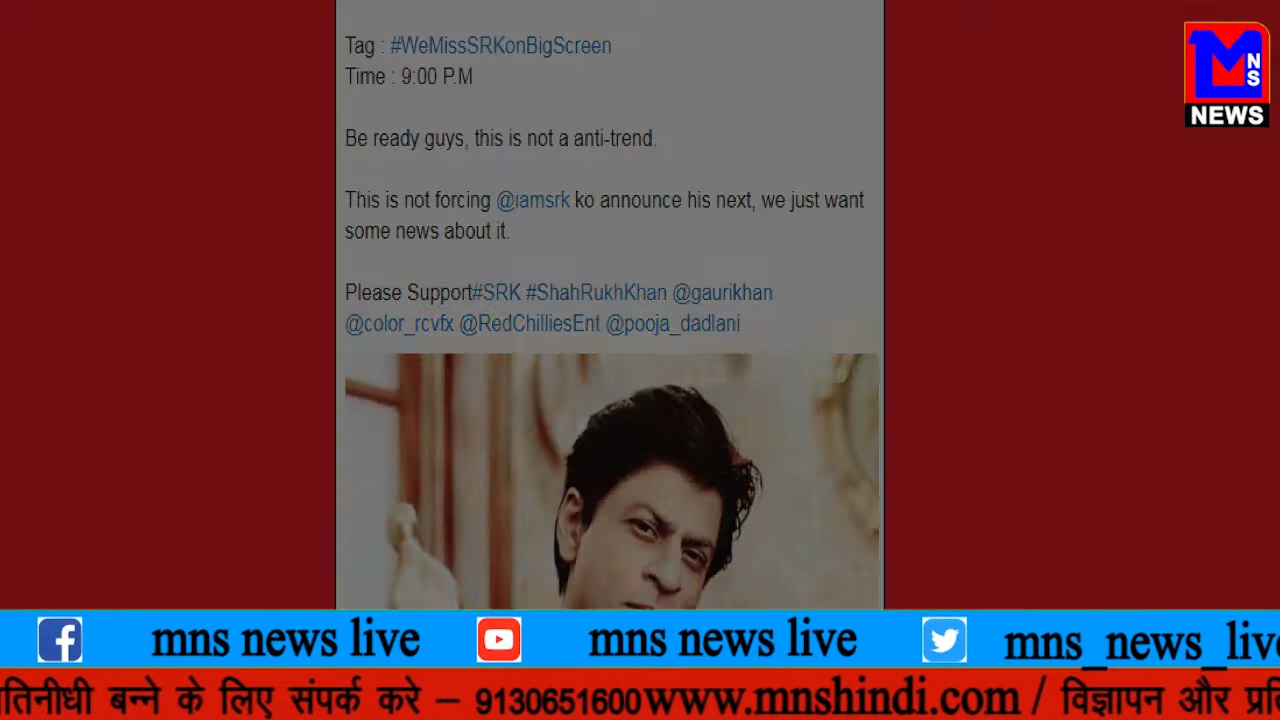 Tag : #WeMissSRKonBigScreen
Time : 9:00 P.M
Be ready guys, this is not a anti-trend.
This is not forcing @iamsrk ko announce his next, we just want
some news about it.
Please Support#SRK #ShahRukhKhan @gaurikhan
@color_rcvfx @RedChilliesEnt @pooja_dadlani
NS
NEWS
mns news live
mns news live
mns_news_live
बन्ने के लिए संपर्क करे – 9130651600www.mnshindi.com / विज्ञापन और